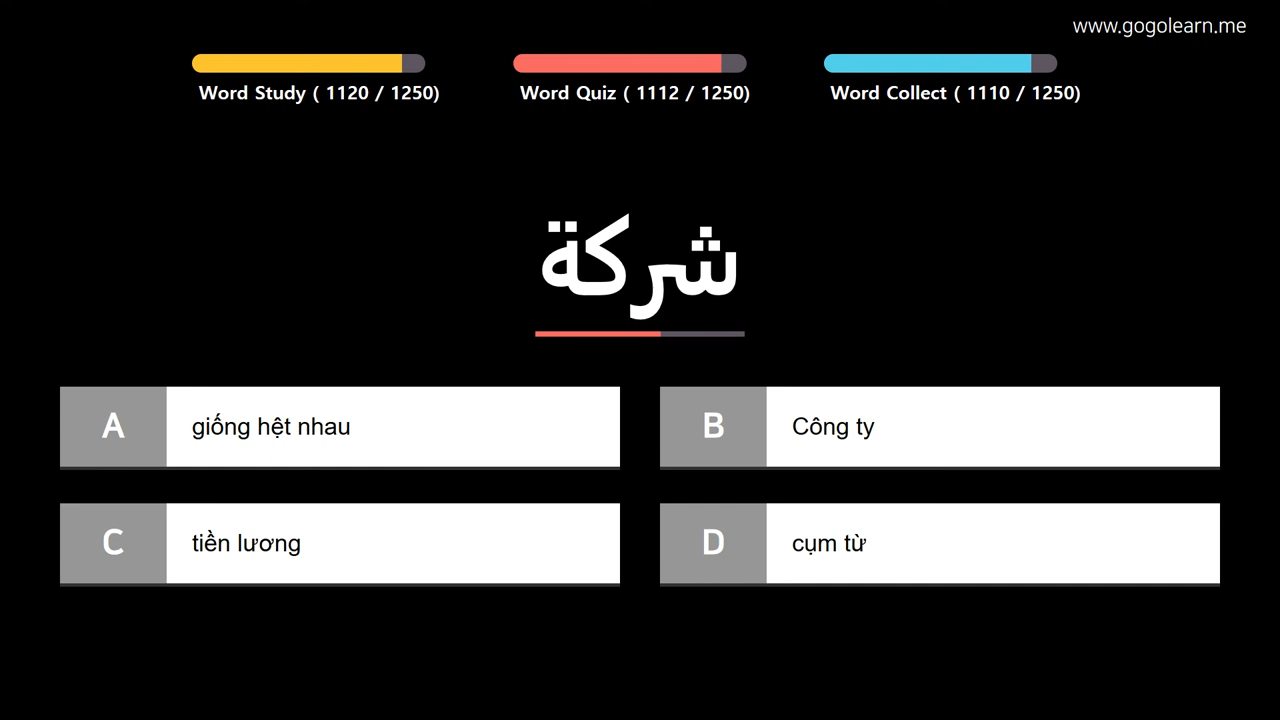 www.gogolearn.me
Word Study ( 1120 / 1250)
Word Quiz ( 1112 / 1250)
Word Collect ( 1110 / 1250)
شركة
A giống hệt nhau
B Công ty
C tiền lương
D cụm từ